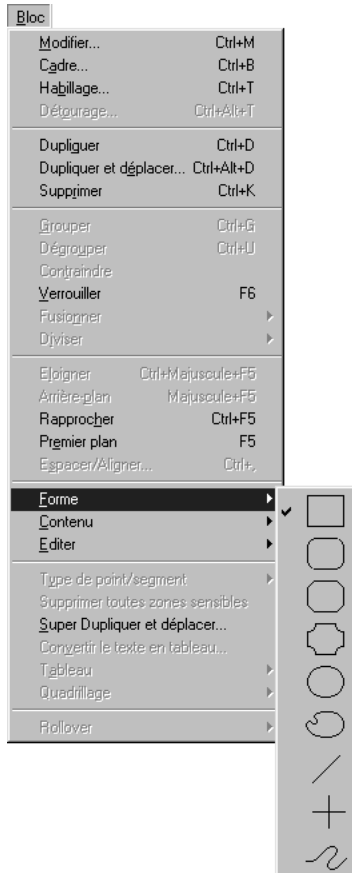 Bloc
Modifier... Ctrl+M
Cadre... Ctrl+B
Habillage... Ctrl+T
Détourage... Ctrl+Alt+T
Dupliguer Ctrl+D
Dupliquer et déplacer... Ctrl+Alt+D
Supprimer Ctrl+K
Grouper Ctrl+G
Dégrouper Ctrl+U
Contraindre
Verrouiller F6
Fusionner
Diviser
Eloigner Ctrl+Majuscule+F5
Arrière-plan Majuscule+F5
Rapprocher Ctrl+F5
Premier plan F5
Espacer/Aligner... Ctrl+,
Forme
Contenu
Editer
Type de point/segment
Supprimer toutes zones sensibles
Super Dupliquer et déplacer...
Convertir le texte en tableau...
Tableau
Quadrillage
Rollover